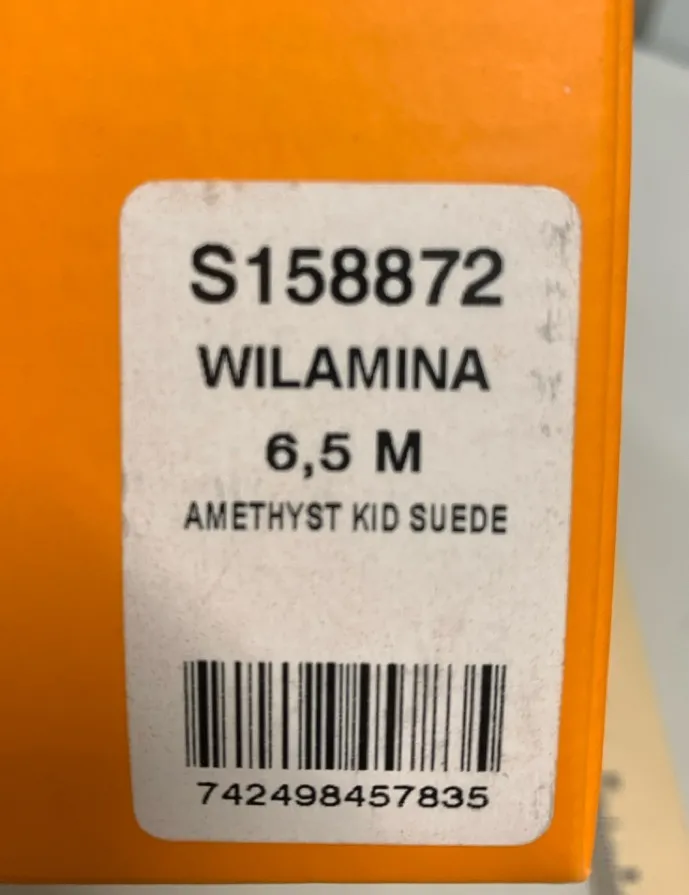 S158872
WILAMINA
6,5 M
AMETHYST KID SUEDE
742498457835